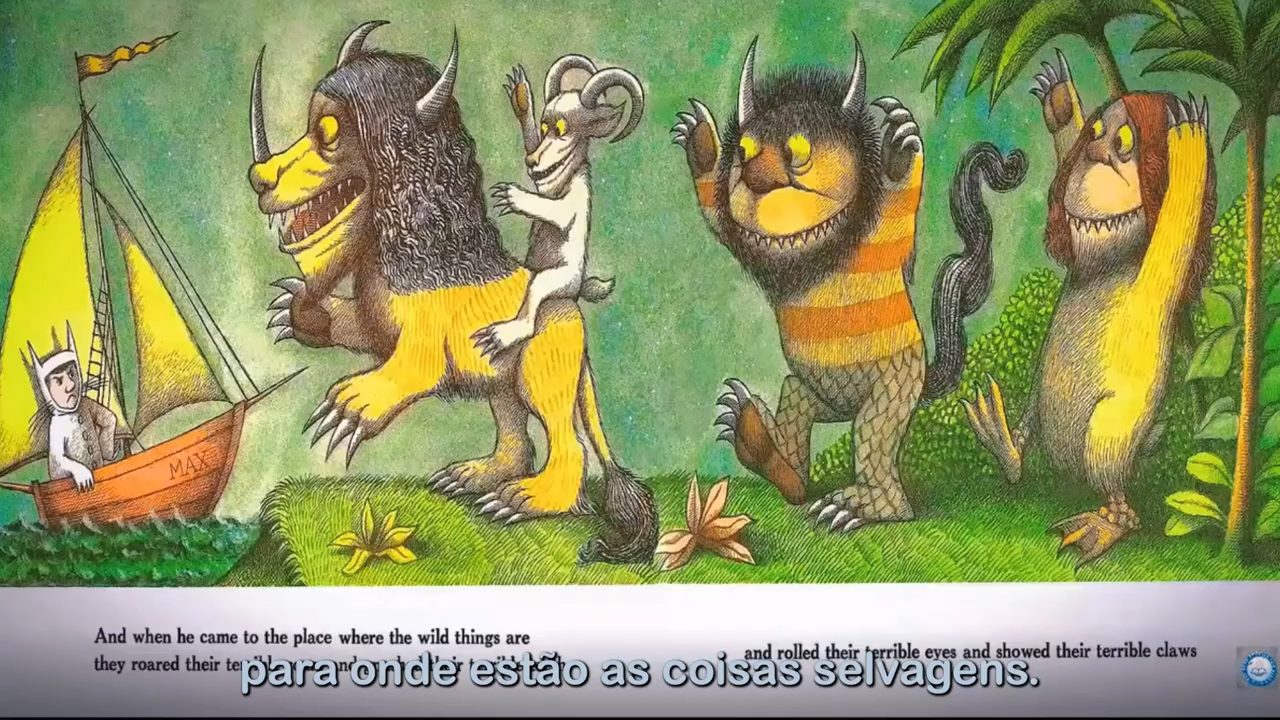 MAX
And when he came to the place where the wild things are
they roared their
and rolled their terrible eyes and showed their terrible claws
para onde estão as coisas selvagens.